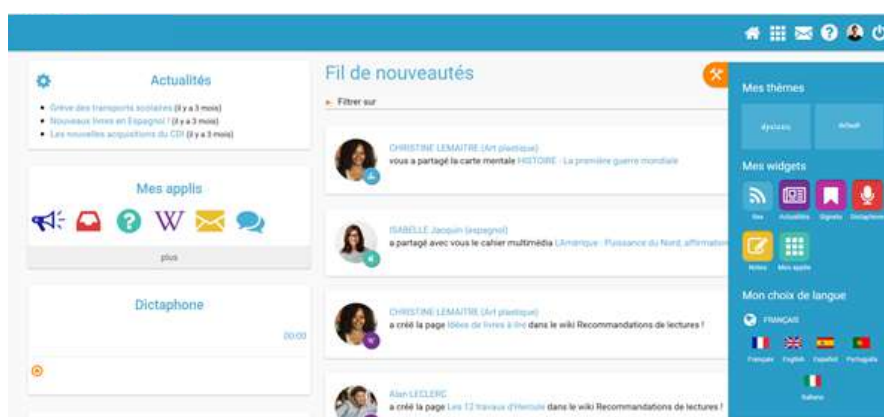 Actualités
Grève des transports scolaires (il y a 3 mois)
Nouveaux livres en Espagnol ! (il y a 3 mois)
Les nouvelles acquisitions du CDI (il y a 3 mois)
Mes applis
plus
Dictaphone
00:00
Fil de nouveautés
Filtrer sur
CHRISTINE LEMAITRE (Art plastique)
vous a partagé la carte mentale HISTOIRE - La première guerre mondiale
ISABELLE Jacquin (espagnol)
a partagé avec vous le cahier multimédia L'Amérique : Puissance du Nord, affirmation
CHRISTINE LEMAITRE (Art plastique)
a créé la page Idées de livres à lire dans le wiki Recommandations de lectures !
Alan LECLERC
a créé la page Les 12 travaux d'Hercule dans le wiki Recommandations de lectures !
Mes thèmes
dyslexic default
Mes widgets
Rss Actualités Signets Dictaphone
Notes Mes applis
Mon choix de langue
FRANÇAIS
Français English Español Português
Italiano